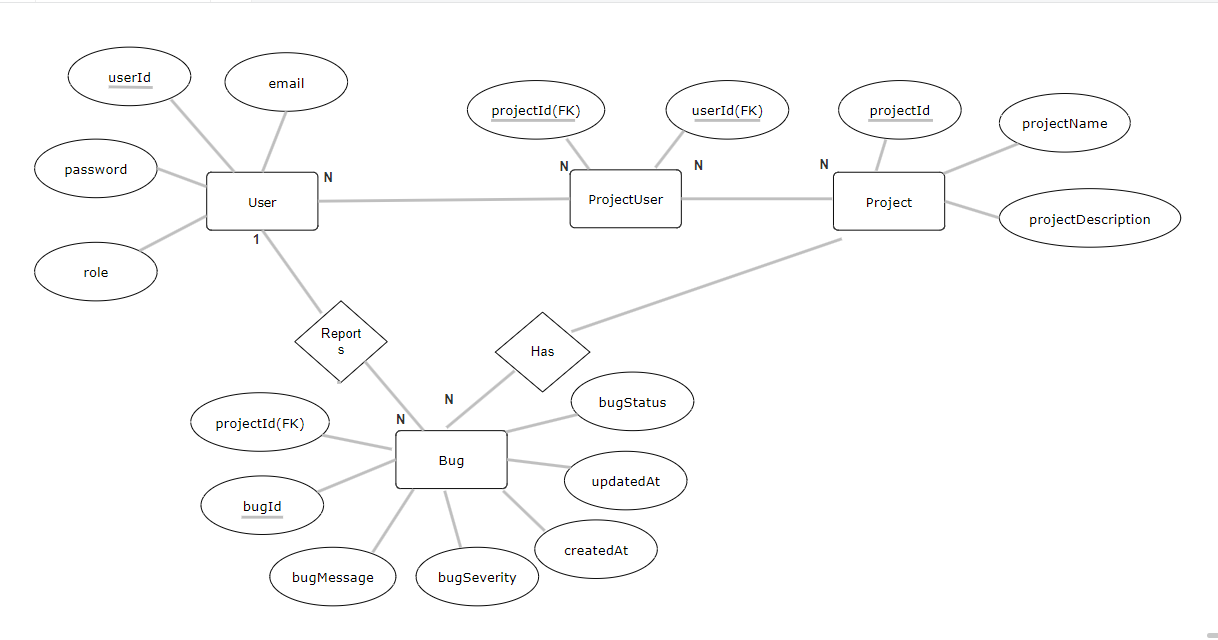 userId
email
projectId(FK)
userId(FK)
projectId
projectName
password
N
N
N
N
User
ProjectUser
Project
projectDescription
1
role
Report
s
Has
N
N
bugStatus
projectId(FK)
Bug
updatedAt
bugId
createdAt
bugMessage
bugSeverity